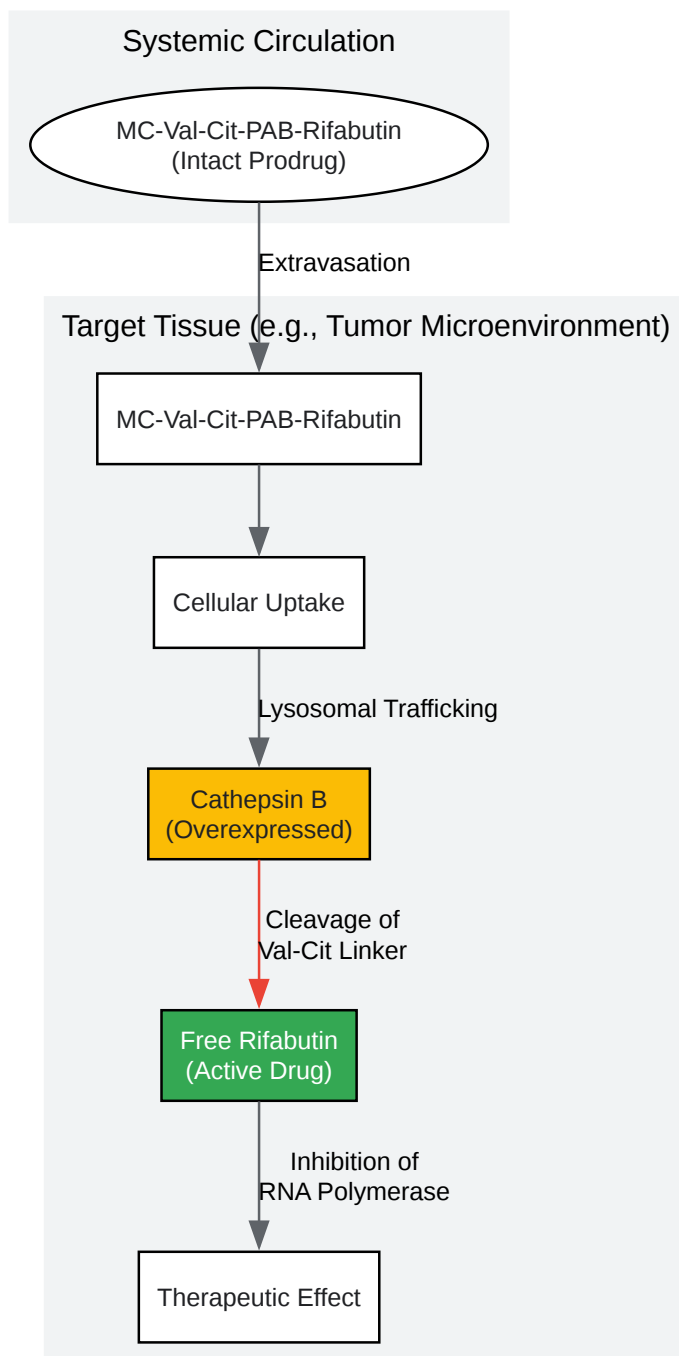 Systemic Circulation
MC-Val-Cit-PAB-Rifabutin
(Intact Prodrug)
Extravasation
Target Tissue (e.g., Tumor Microenvironment)
MC-Val-Cit-PAB-Rifabutin
Cellular Uptake
Lysosomal Trafficking
Cathepsin B
(Overexpressed)
Cleavage of
Val-Cit Linker
Free Rifabutin
(Active Drug)
Inhibition of
RNA Polymerase
Therapeutic Effect